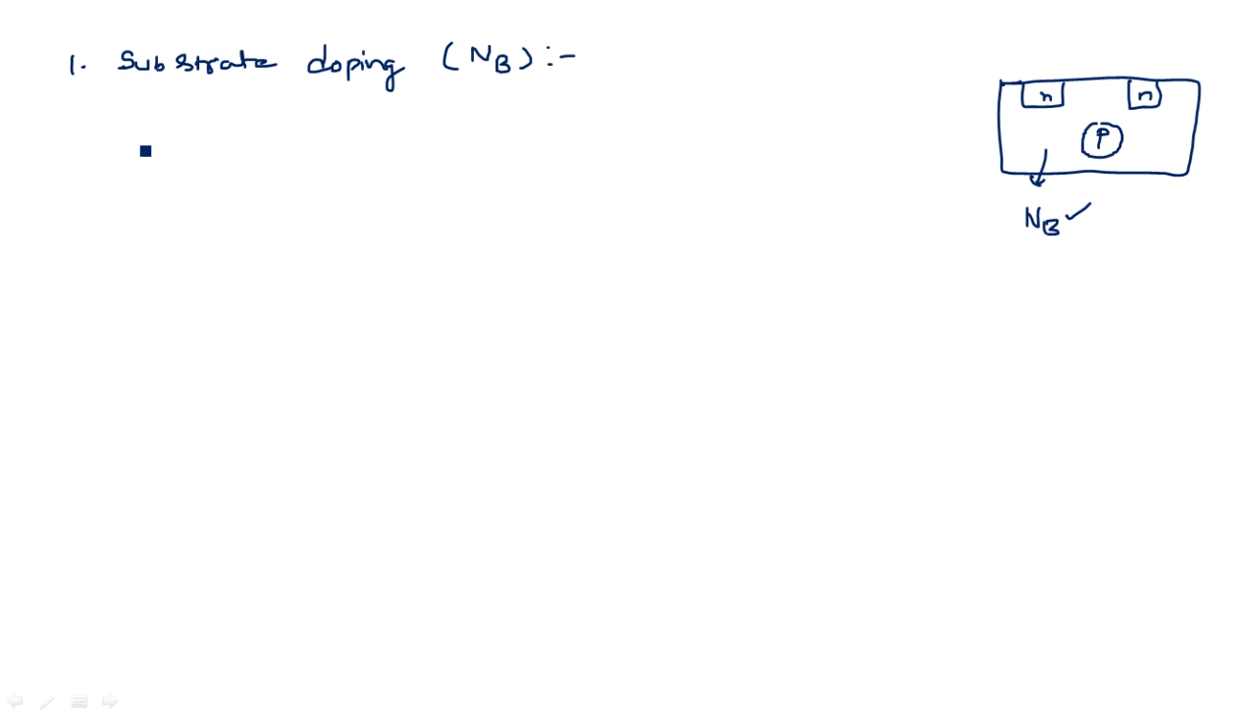 1. Substrate doping (NB) :-
n n
P
NB ✓